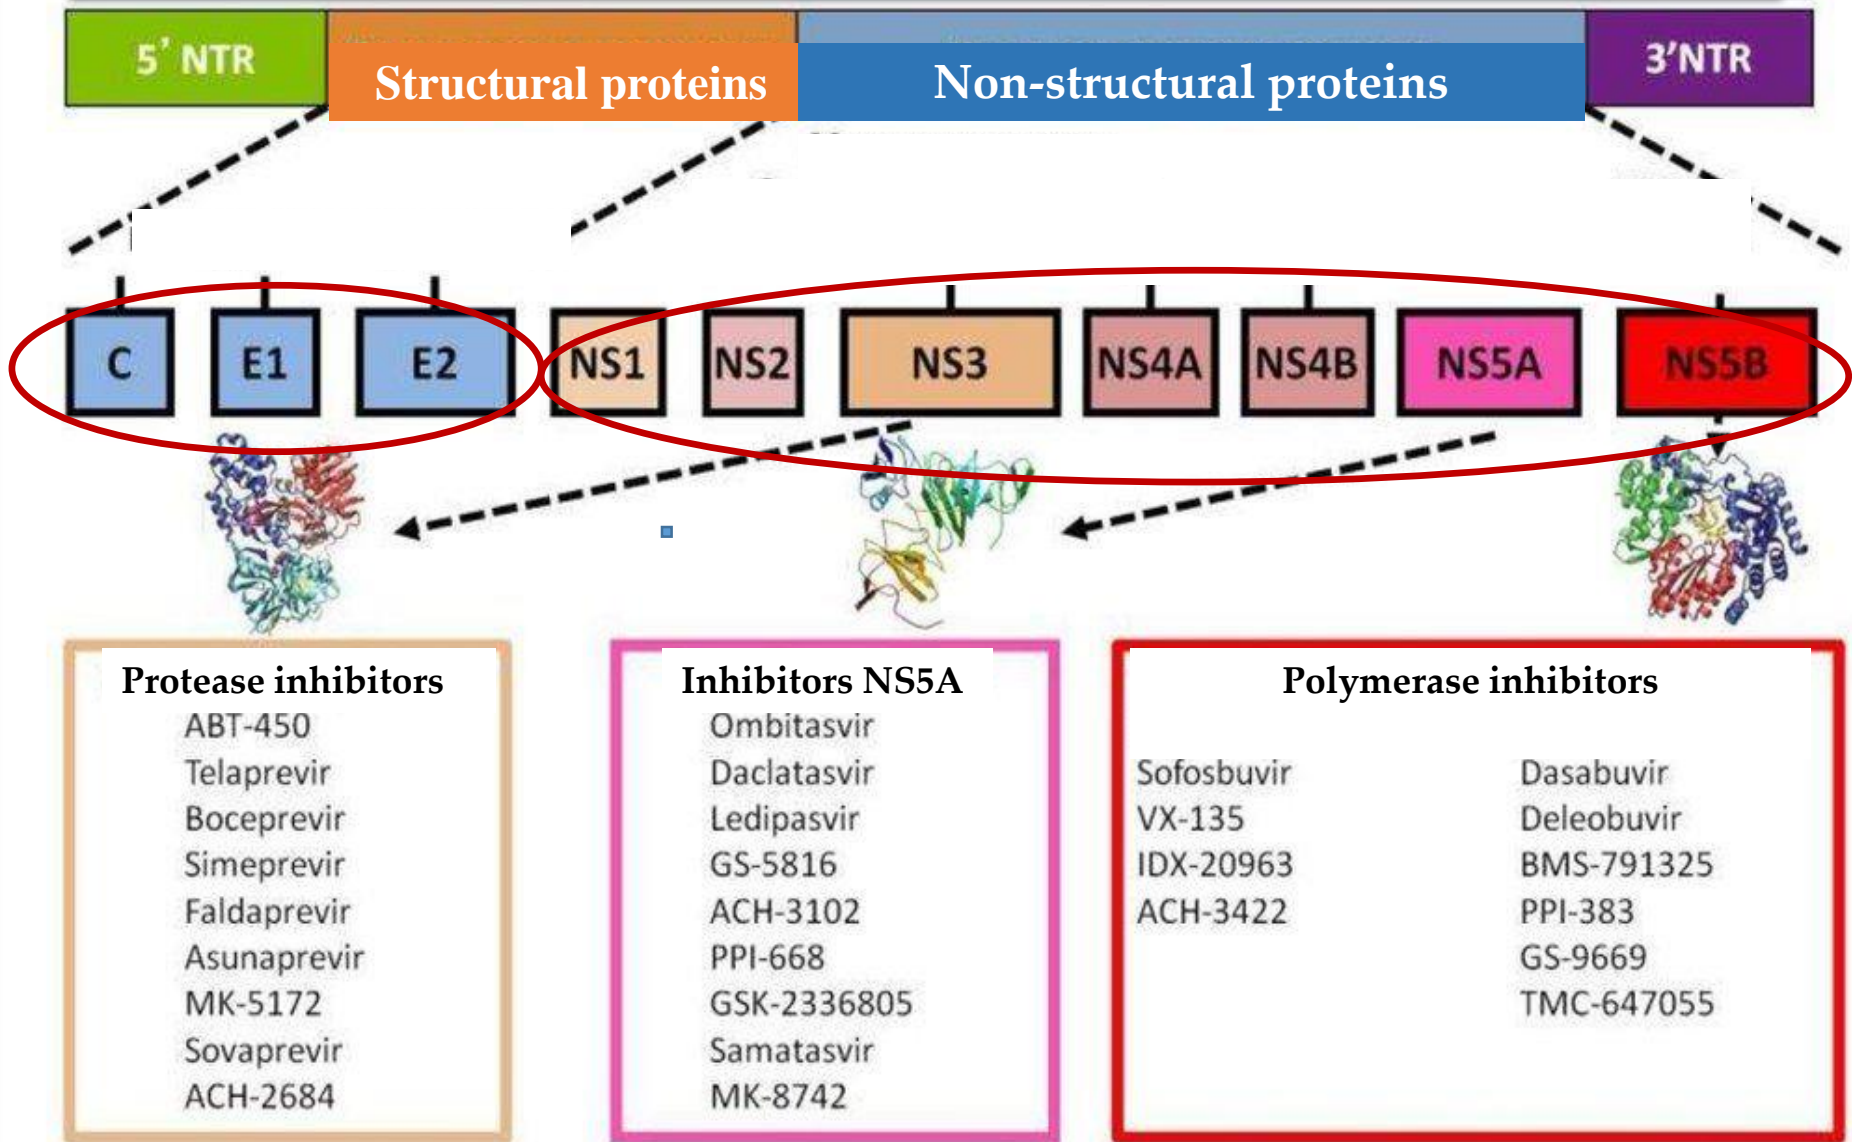 5' NTR
Structural proteins
Non-structural proteins
3'NTR
C
E1
E2
NS1
NS2
NS3
NS4A
NS4B
NS5A
NS5B
Protease inhibitors
ABT-450
Telaprevir
Boceprevir
Simeprevir
Faldaprevir
Asunaprevir
MK-5172
Sovaprevir
ACH-2684
Inhibitors NS5A
Ombitasvir
Daclatasvir
Ledipasvir
GS-5816
ACH-3102
PPI-668
GSK-2336805
Samatasvir
MK-8742
Polymerase inhibitors
Sofosbuvir
VX-135
IDX-20963
ACH-3422
Dasabuvir
Deleobuvir
BMS-791325
PPI-383
GS-9669
TMC-647055